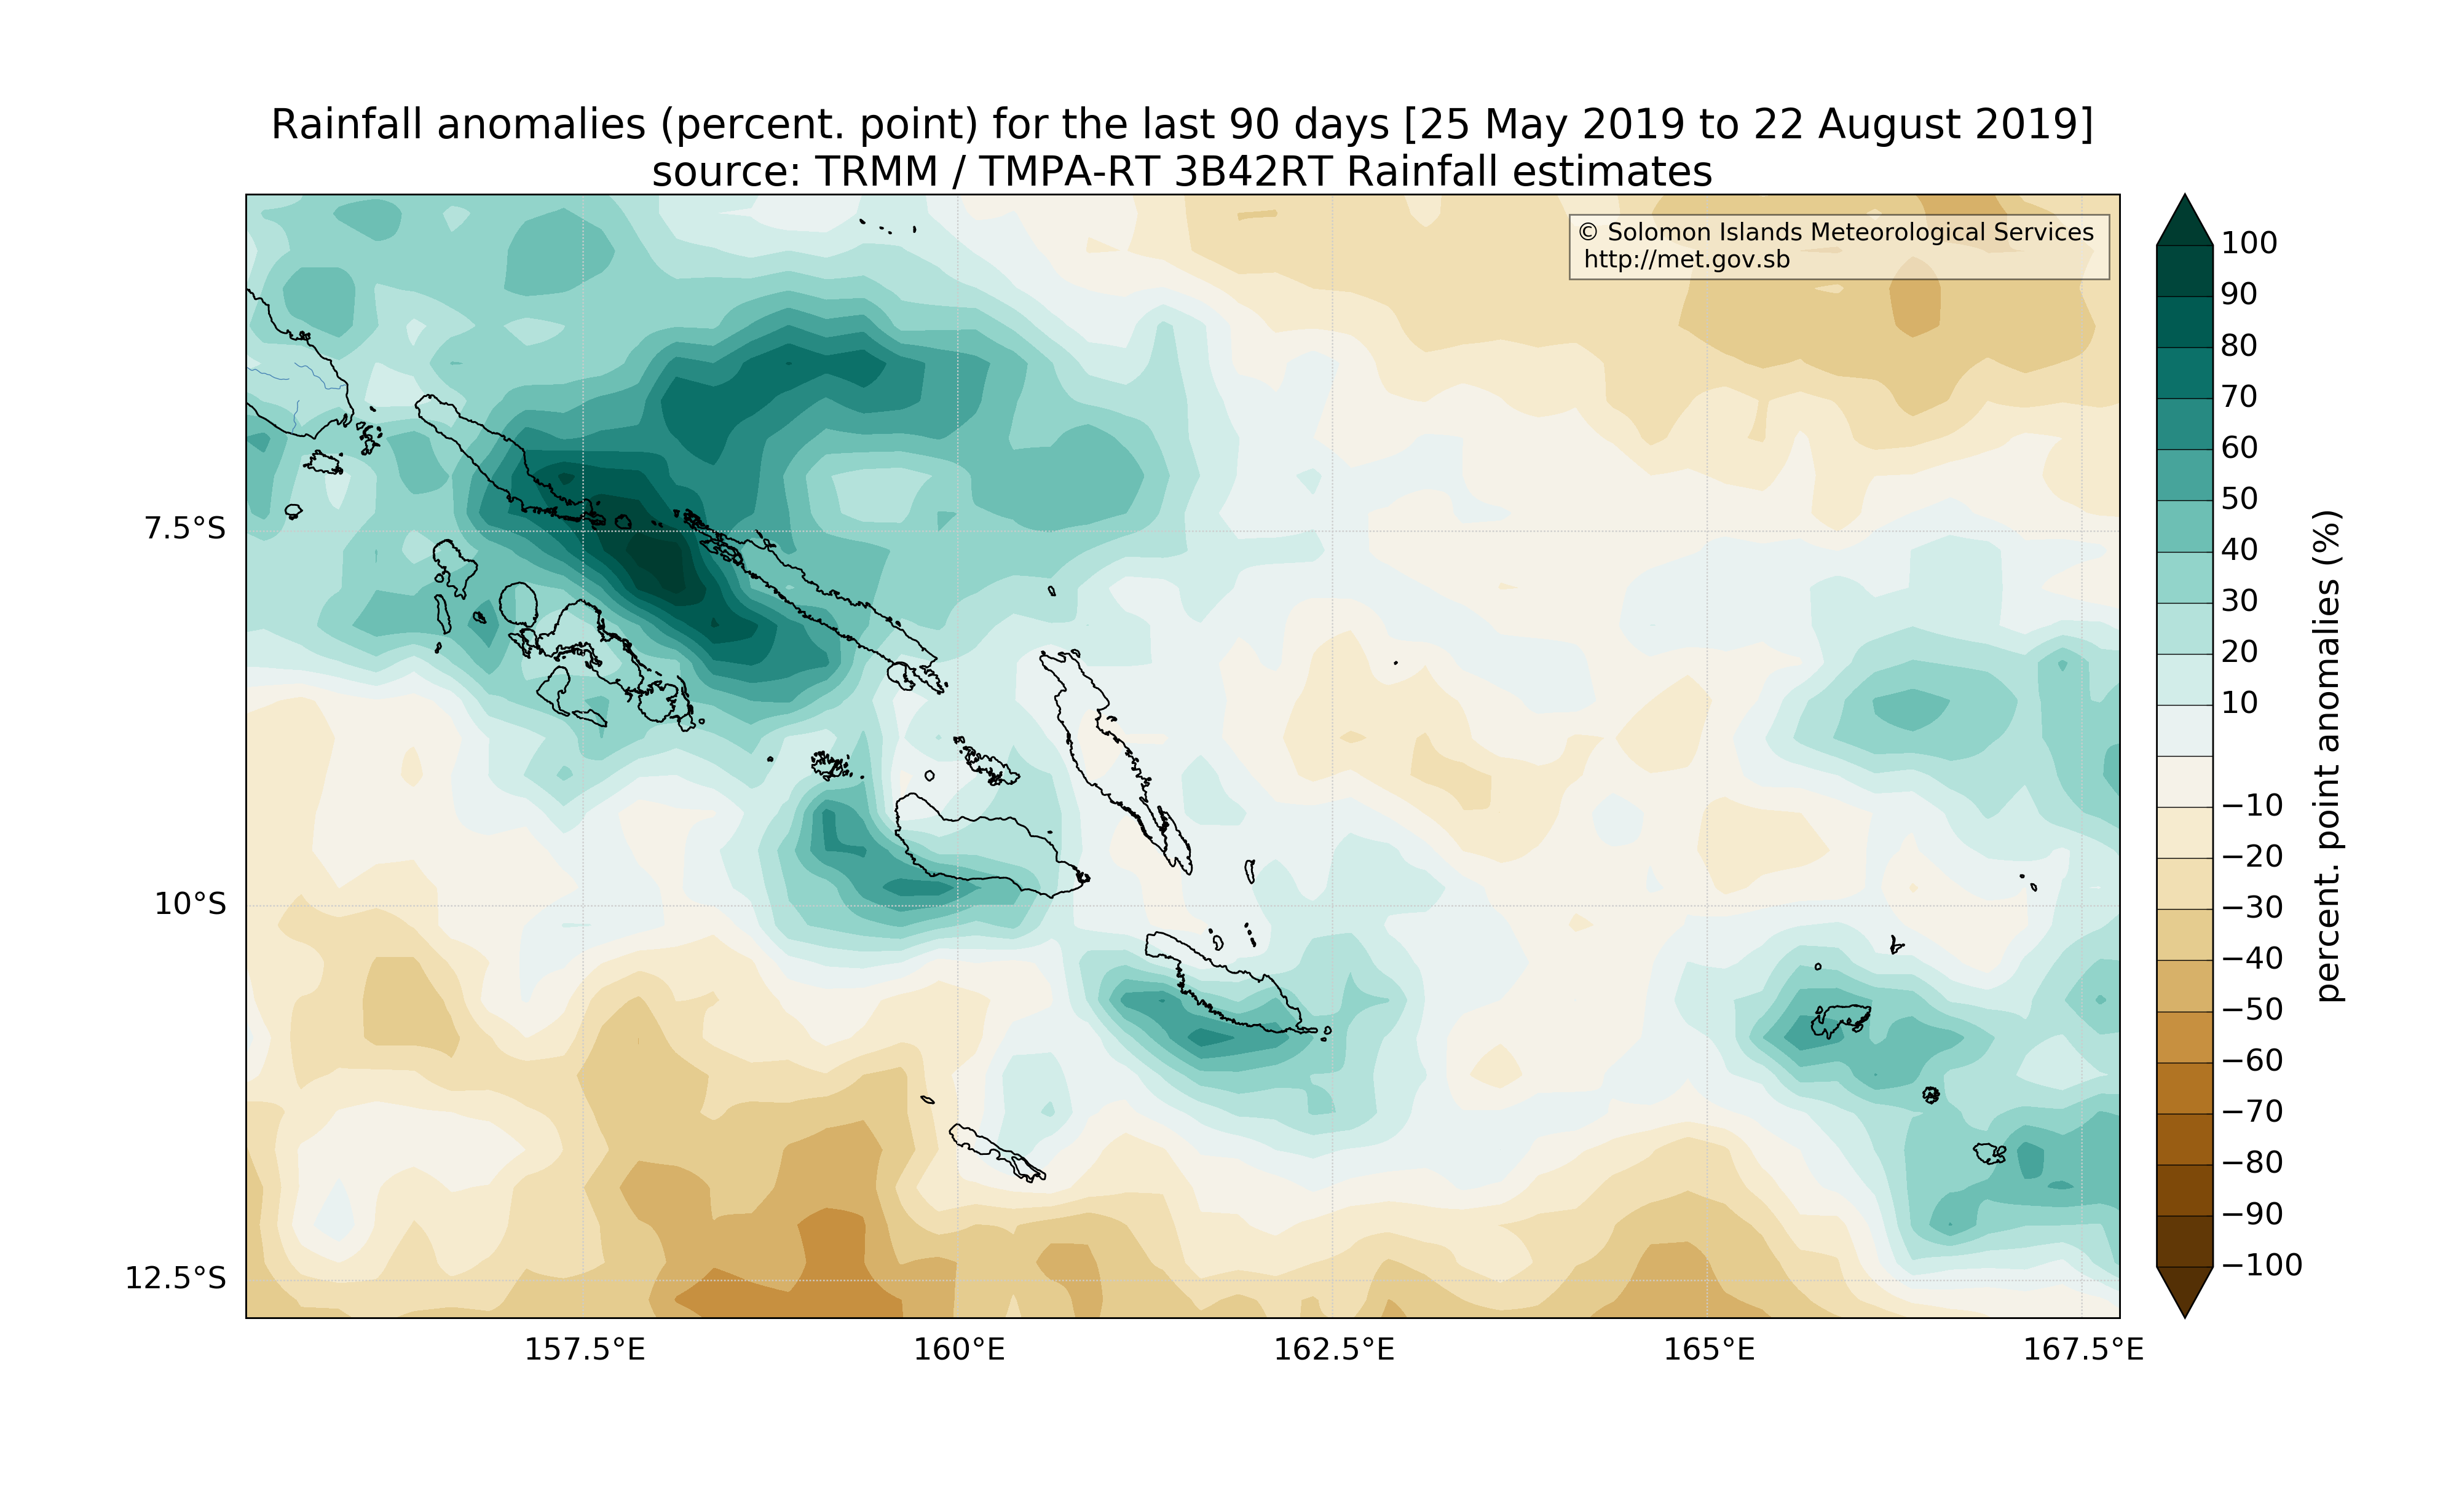 Rainfall anomalies (percent. point) for the last 90 days [25 May 2019 to 22 August 2019]
source: TRMM / TMPA-RT 3B42RT Rainfall estimates
© Solomon Islands Meteorological Services
http://met.gov.sb
7.5°S
10°S
12.5°S
157.5°E
160°E
162.5°E
165°E
167.5°E
100
90
80
70
60
50
40
30
20
10
−10
−20
−30
−40
−50
−60
−70
−80
−90
−100
percent. point anomalies (%)